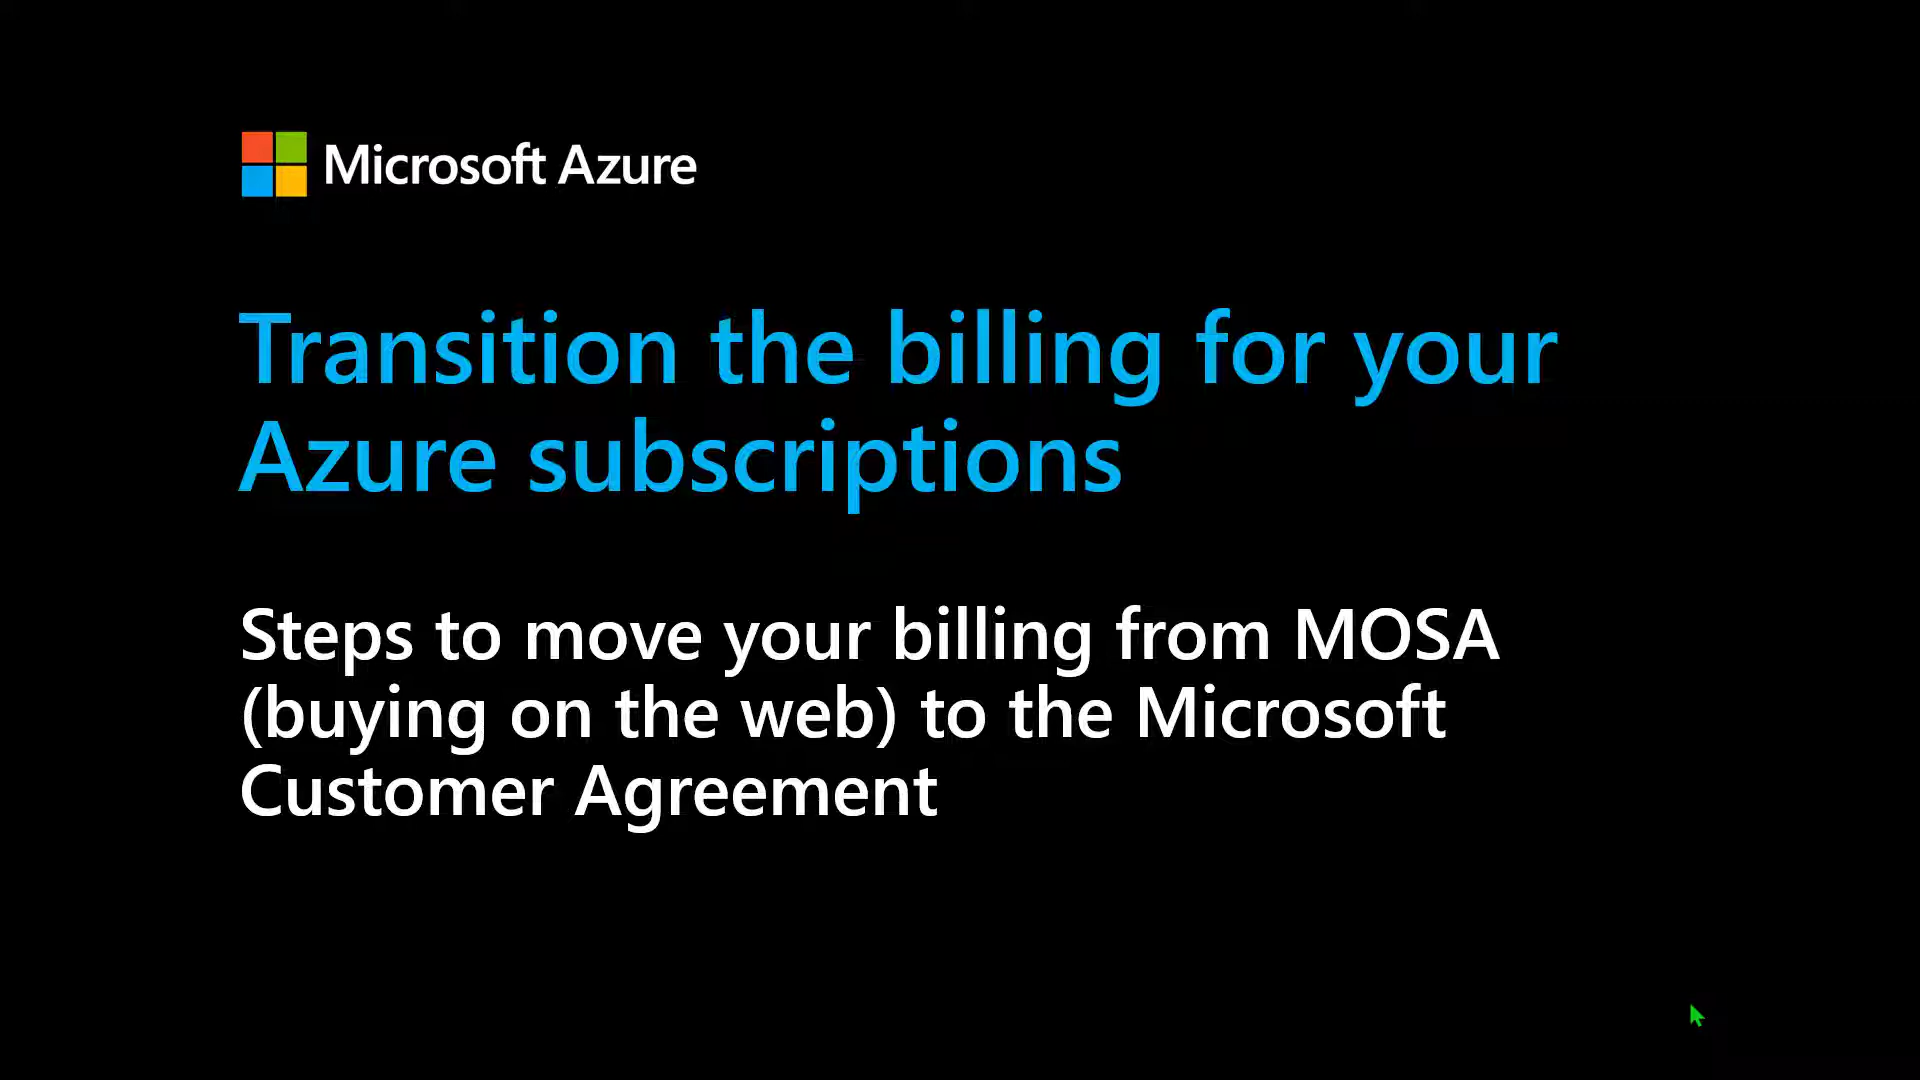 Microsoft Azure
Transition the billing for your
Azure subscriptions
Steps to move your billing from MOSA
(buying on the web) to the Microsoft
Customer Agreement